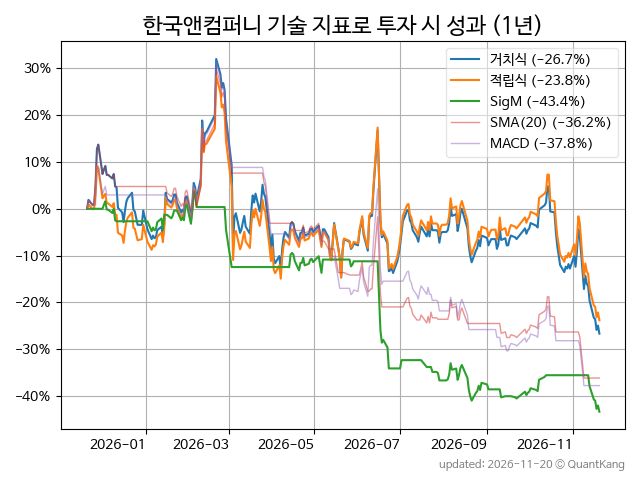 한국앤컴퍼니 기술 지표로 투자 시 성과 (1년)
거치식 (−26.7%)
적립식 (−23.8%)
SigM (−43.4%)
SMA(20) (−36.2%)
MACD (−37.8%)
30%
20%
10%
0%
−10%
−20%
−30%
−40%
2026-01 2026-03 2026-05 2026-07 2026-09 2026-11
updated: 2026-11-20 © QuantKang